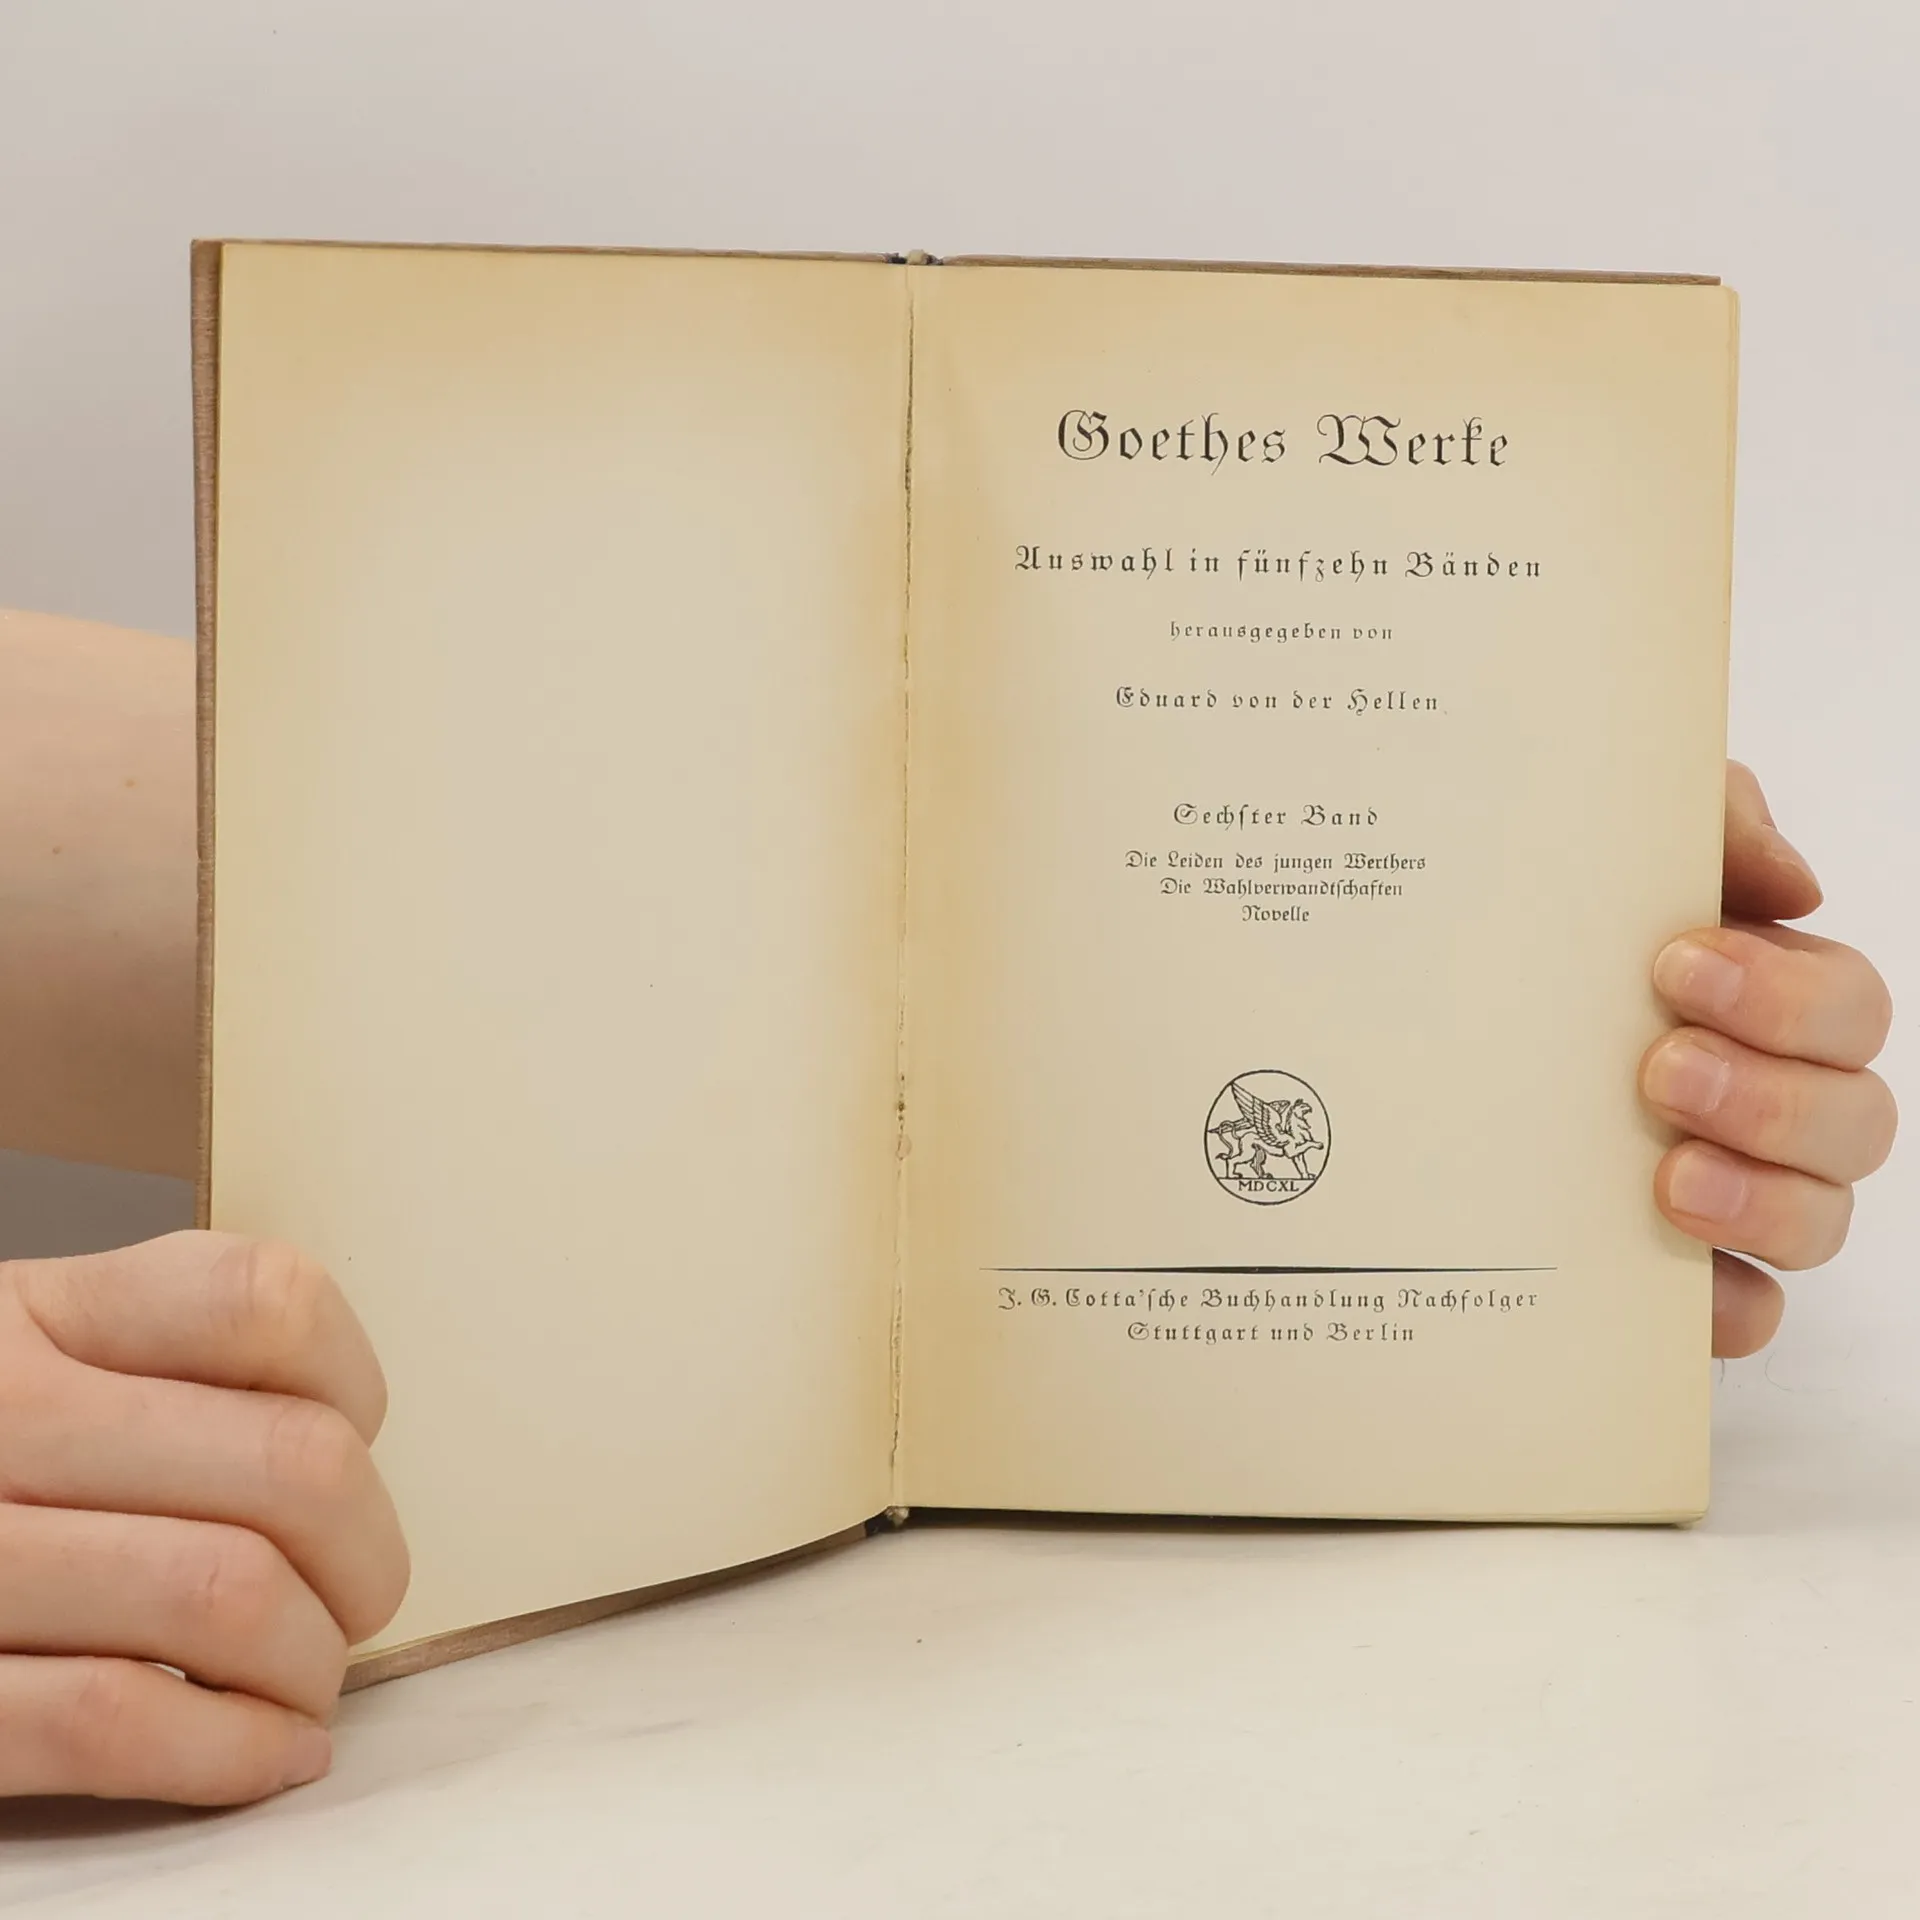 Goethes Werke
Auswahl in fünfzehn Bänden
herausgegeben von
Eduard von der Hellen
Sechſter Band
Die Leiden des jungen Werthers
Die Wahlverwandtſchaften
Novelle
MDCXL
J. G. Cotta'ſche Buchhandlung Nachfolger
Stuttgart und Berlin